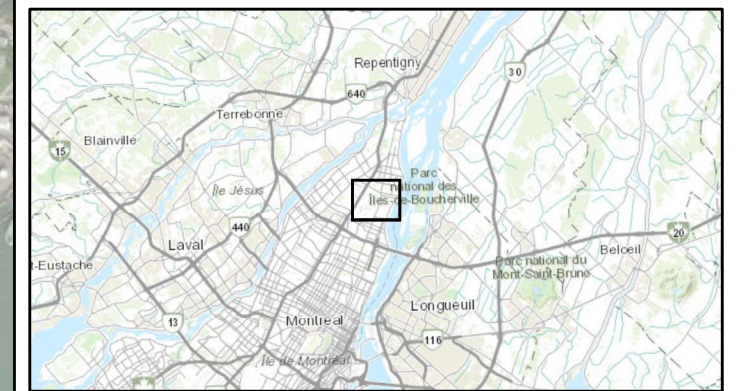 Repentigny
30
640
Terrebonne
Blainville
15
Parc
national des
Îles-de-Boucherville
Île Jésus
440
20
Laval
Beloeil
t-Eustache
Parc national du
Mont-Saint-Bruno
Longueuil
13
Montréal
116
Île de Montréal